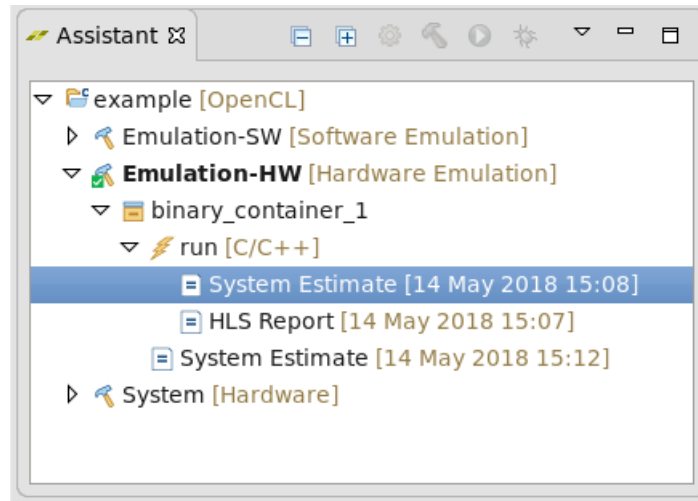 Assistant
example [OpenCL]
Emulation-SW [Software Emulation]
Emulation-HW [Hardware Emulation]
binary_container_1
run [C/C++]
System Estimate [14 May 2018 15:08]
HLS Report [14 May 2018 15:07]
System Estimate [14 May 2018 15:12]
System [Hardware]